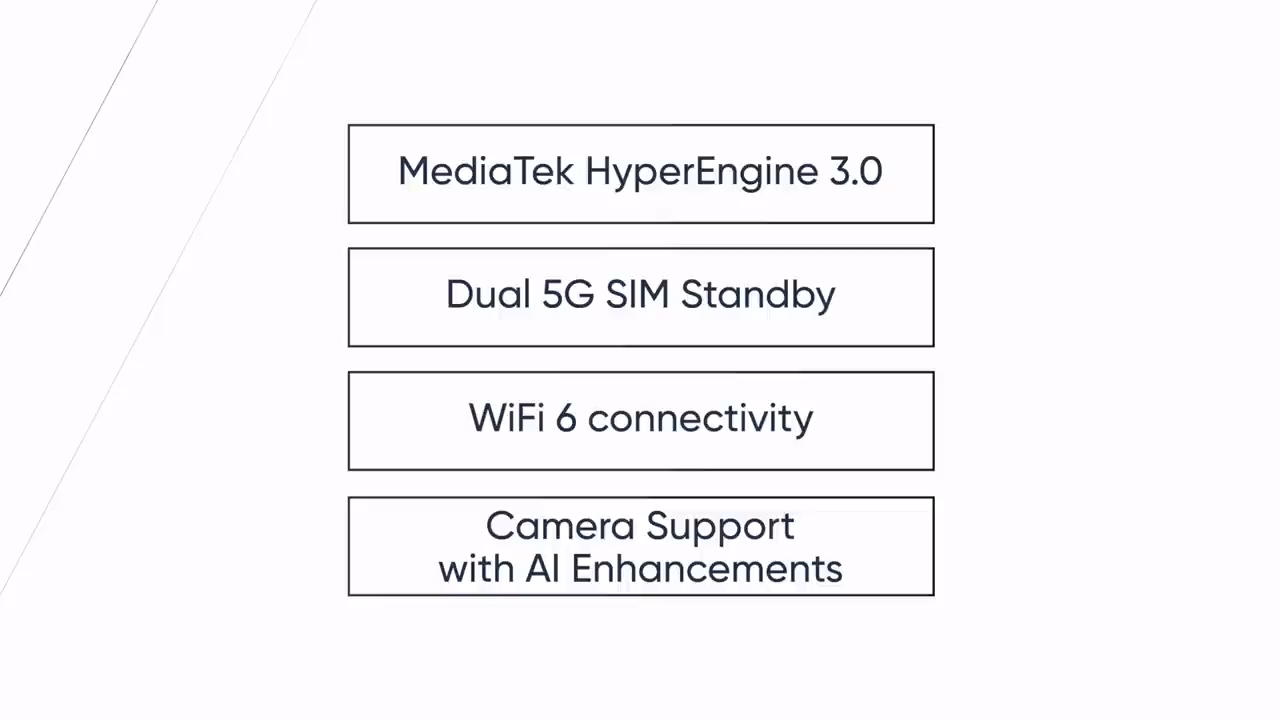 MediaTek HyperEngine 3.0
Dual 5G SIM Standby
WiFi 6 connectivity
Camera Support
with AI Enhancements